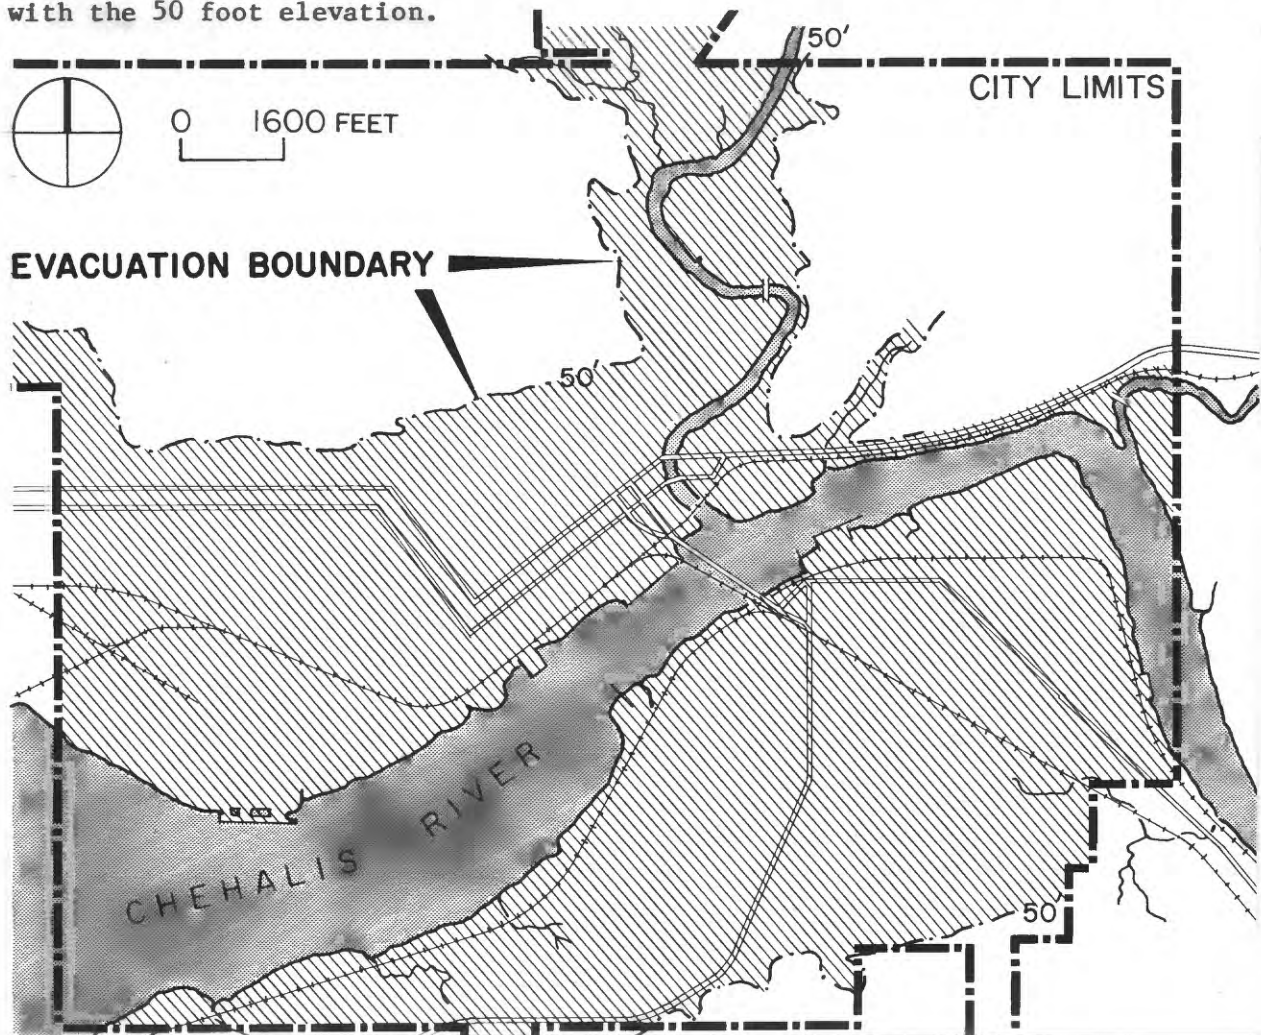 with the 50 foot elevation.
50'
CITY LIMITS
0 1600 FEET
EVACUATION BOUNDARY
50'
CHEHALIS RIVER
50'